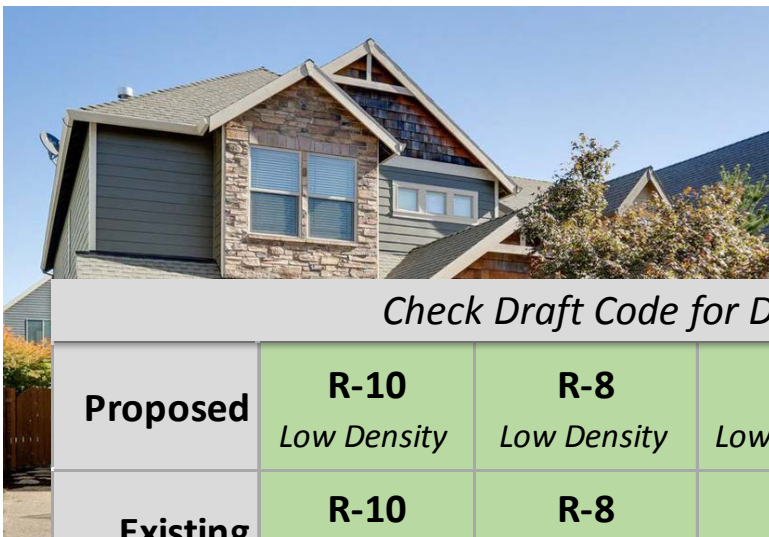 Check Draft Code for D
Proposed
R-10
Low Density
R-8
Low Density
Low
Existing
R-10
R-8